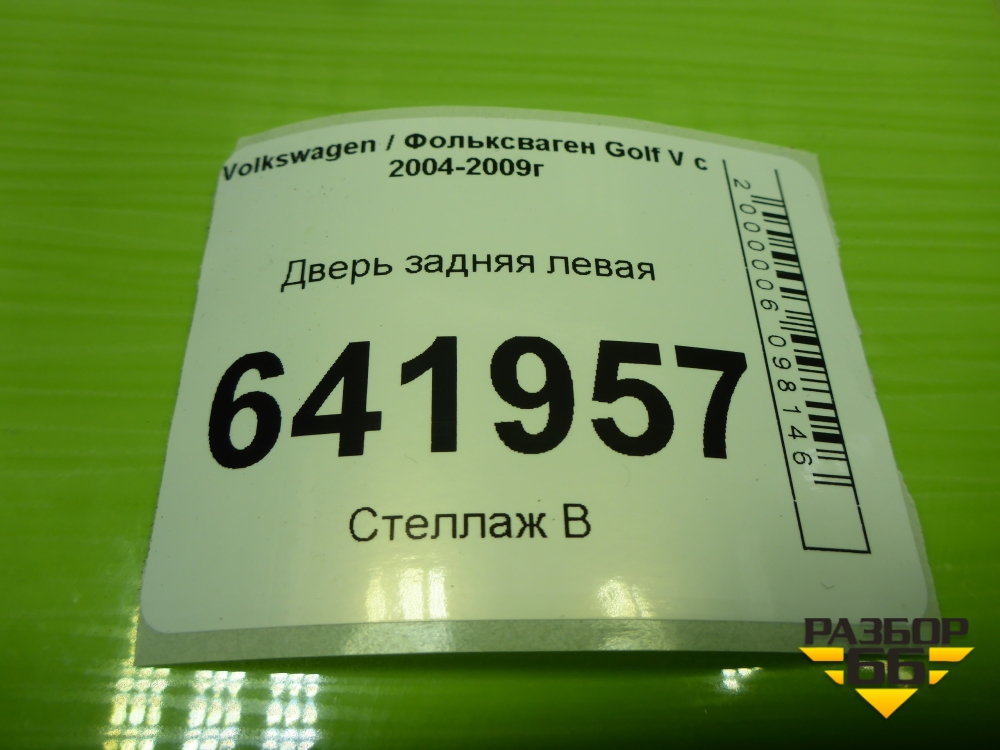 Volkswagen / Фольксваген Golf V с
2004-2009г
Дверь задняя левая
641957
Стеллаж В
2000006098146
РАЗБОР
66